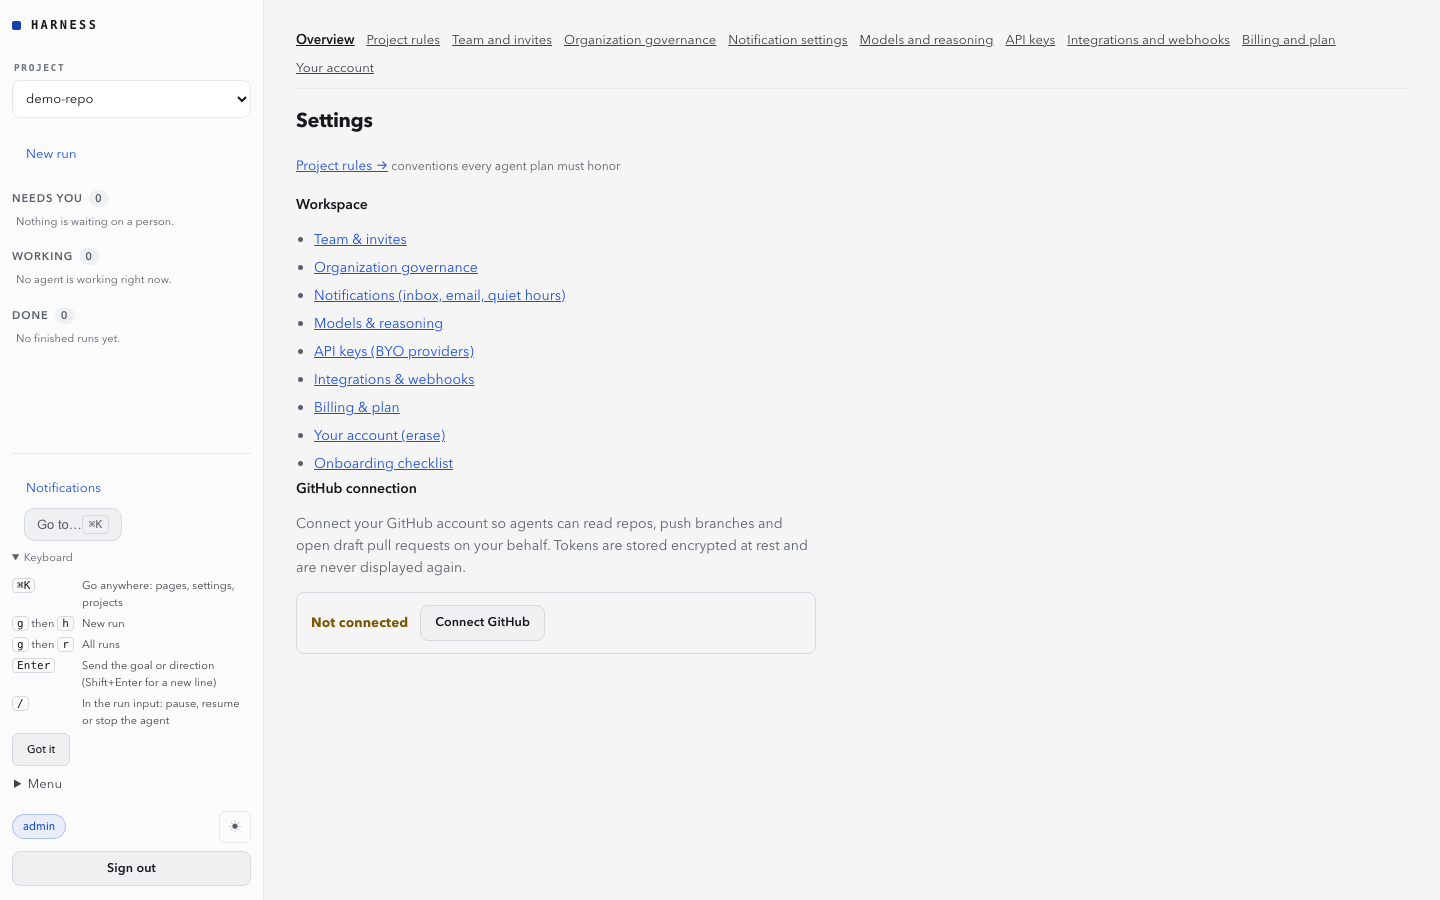 HARNESS
PROJECT
demo-repo
New run
NEEDS YOU 0
Nothing is waiting on a person.
WORKING 0
No agent is working right now.
DONE 0
No finished runs yet.
Notifications
Go to... ⌘K
Keyboard
⌘K Go anywhere: pages, settings,
projects
g then h New run
g then r All runs
Enter Send the goal or direction
(Shift+Enter for a new line)
/ In the run input: pause, resume
or stop the agent
Got it
Menu
admin
Sign out
Overview Project rules Team and invites Organization governance Notification settings Models and reasoning API keys Integrations and webhooks Billing and plan
Your account
Settings
Project rules → conventions every agent plan must honor
Workspace
• Team & invites
• Organization governance
• Notifications (inbox, email, quiet hours)
• Models & reasoning
• API keys (BYO providers)
• Integrations & webhooks
• Billing & plan
• Your account (erase)
• Onboarding checklist
GitHub connection
Connect your GitHub account so agents can read repos, push branches and
open draft pull requests on your behalf. Tokens are stored encrypted at rest and
are never displayed again.
Not connected Connect GitHub